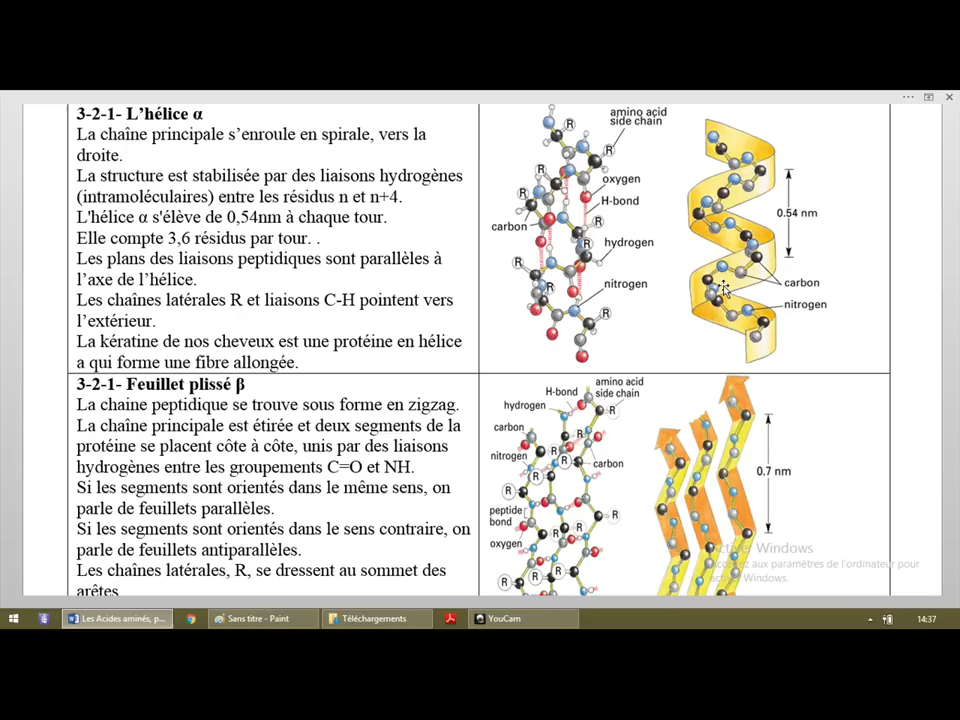 3-2-1- L'hélice α
La chaîne principale s'enroule en spirale, vers la
droite.
La structure est stabilisée par des liaisons hydrogènes
(intramoléculaires) entre les résidus n et n+4.
L'hélice α s'élève de 0,54nm à chaque tour.
Elle compte 3,6 résidus par tour. .
Les plans des liaisons peptidiques sont parallèles à
l'axe de l'hélice.
Les chaînes latérales R et liaisons C-H pointent vers
l'extérieur.
La kératine de nos cheveux est une protéine en hélice
a qui forme une fibre allongée.
amino acid
side chain
R
R
R
oxygen
R
H-bond
carbon
R
R
hydrogen
R
R
nitrogen
R
0.54 nm
carbon
nitrogen
3-2-1- Feuillet plissé β
La chaine peptidique se trouve sous forme en zigzag.
La chaîne principale est étirée et deux segments de la
protéine se placent côte à côte, unis par des liaisons
hydrogènes entre les groupements C=O et NH.
Si les segments sont orientés dans le même sens, on
parle de feuillets parallèles.
Si les segments sont orientés dans le sens contraire, on
parle de feuillets antiparallèles.
Les chaînes latérales, R, se dressent au sommet des
arêtes
amino acid
side chain
H-bond
hydrogen
R
carbon
R
R
nitrogen
R
R
carbon
R
peptide
bond
R
R
R
oxygen
R
R
R
R
0.7 nm
Activer Windows
Accédez aux paramètres de l'ordinateur pour
activer Windows.
Les Acides aminés, p...
Sans titre - Paint
Téléchargements
YouCam
14:37